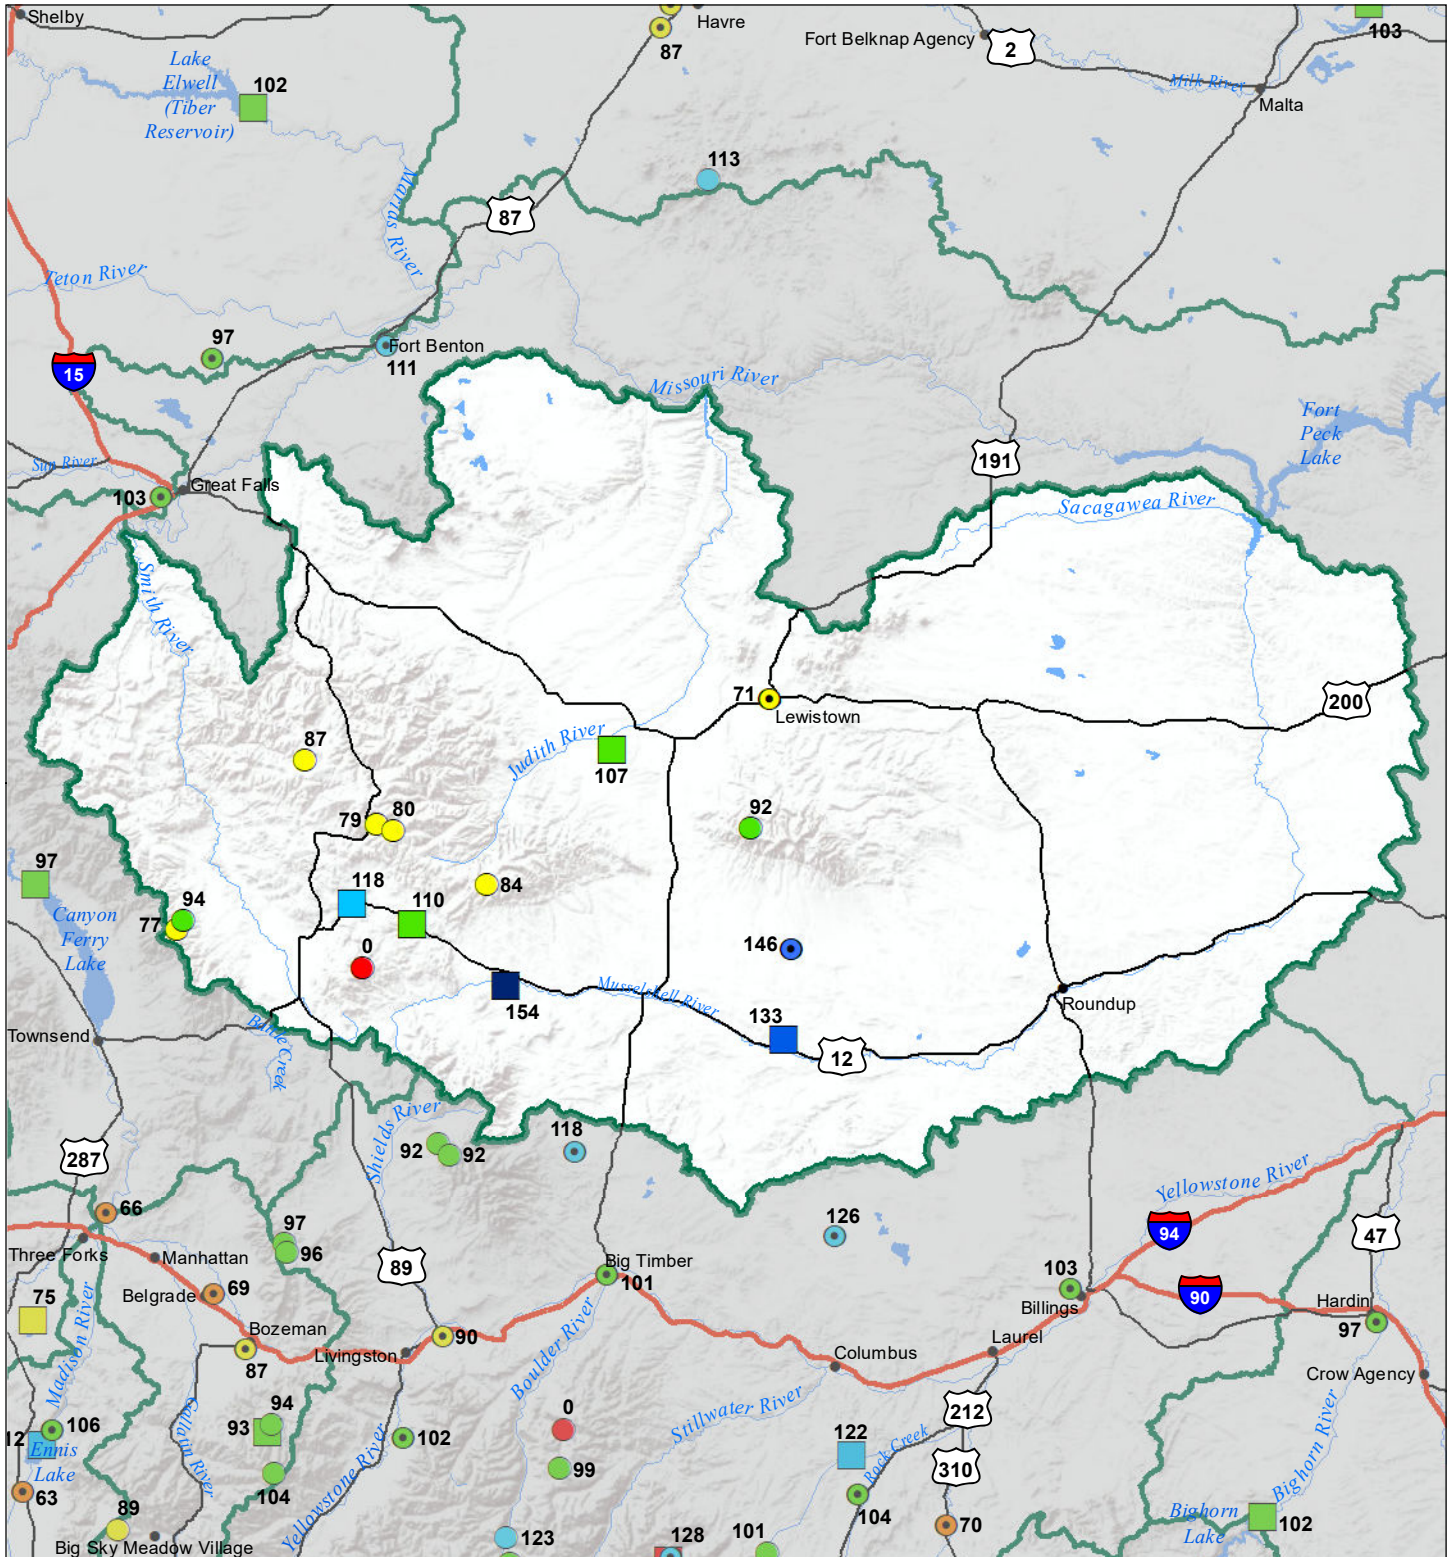 Shelby
Havre
87
Fort Belknap Agency
2
103
Lake
Elwell
(Tiber
Reservoir)
102
Milk River
Malta
113
Marias River
87
Teton River
97
Fort Benton
111
15
Missouri River
Fort
Peck
Lake
191
Sun River
Great Falls
103
Sacagawea River
Smith River
71
Lewistown
200
87
Judith River
107
79
80
92
97
118
110
84
94
77
Canyon
Ferry
Lake
0
146
154
Musselshell River
Roundup
133
12
Townsend
Battle Creek
Shields River
92
92
118
287
Yellowstone River
66
97
96
126
94
47
Three Forks
Manhattan
89
Big Timber
101
103
Billings
90
Hardin
97
75
Belgrade
69
Madison River
Bozeman
87
Livingston
90
Boulder River
Columbus
Laurel
Crow Agency
94
93
106
12
Ennis
Lake
Gallatin River
102
0
99
Stillwater River
212
122
Rock Creek
310
Bighorn River
63
104
Yellowstone River
104
89
123
128
101
70
Bighorn
Lake
102
Big Sky Meadow Village